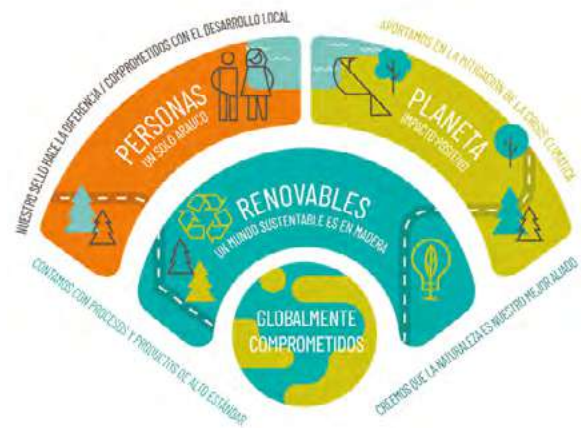 NUESTRO SELLO HACE LA DIFERENCIA / COMPROMETIDOS CON EL DESARROLLO LOCAL
APORTAMOS EN LA MITIGACIÓN DE LA CRISIS CLIMÁTICA
PERSONAS
UN SOLO ARAUCO
PLANETA
IMPACTO POSITIVO
RENOVABLES
UN MUNDO SUSTENTABLE ES EN MADERA
GLOBALMENTE
COMPROMETIDOS
CONTAMOS CON PROCESOS Y PRODUCTOS DE ALTO ESTÁNDAR
CREEMOS QUE LA NATURALEZA ES NUESTRO MEJOR ALIADO